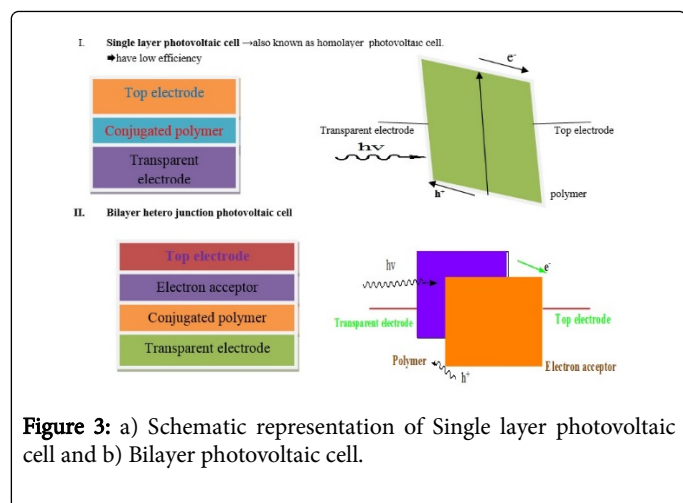 I. Single layer photovoltaic cell →also known as homolayer photovoltaic cell.
➡have low efficiency
Top electrode
Conjugated polymer
Transparent
electrode
e⁻
Transparent electrode
Top electrode
hν
h⁺
polymer
II. Bilayer hetero junction photovoltaic cell
Top electrode
Electron acceptor
Conjugated polymer
Transparent electrode
hν
e⁻
Transparent electrode
Top electrode
Polymer
h⁺
Electron acceptor
Figure 3: a) Schematic representation of Single layer photovoltaic
cell and b) Bilayer photovoltaic cell.